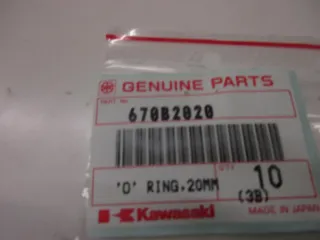 GENUINE PARTS
PART No
670B2020
'O' RING,20MM
QTY
10
(3B)
Kawasaki
MADE IN JAPAN